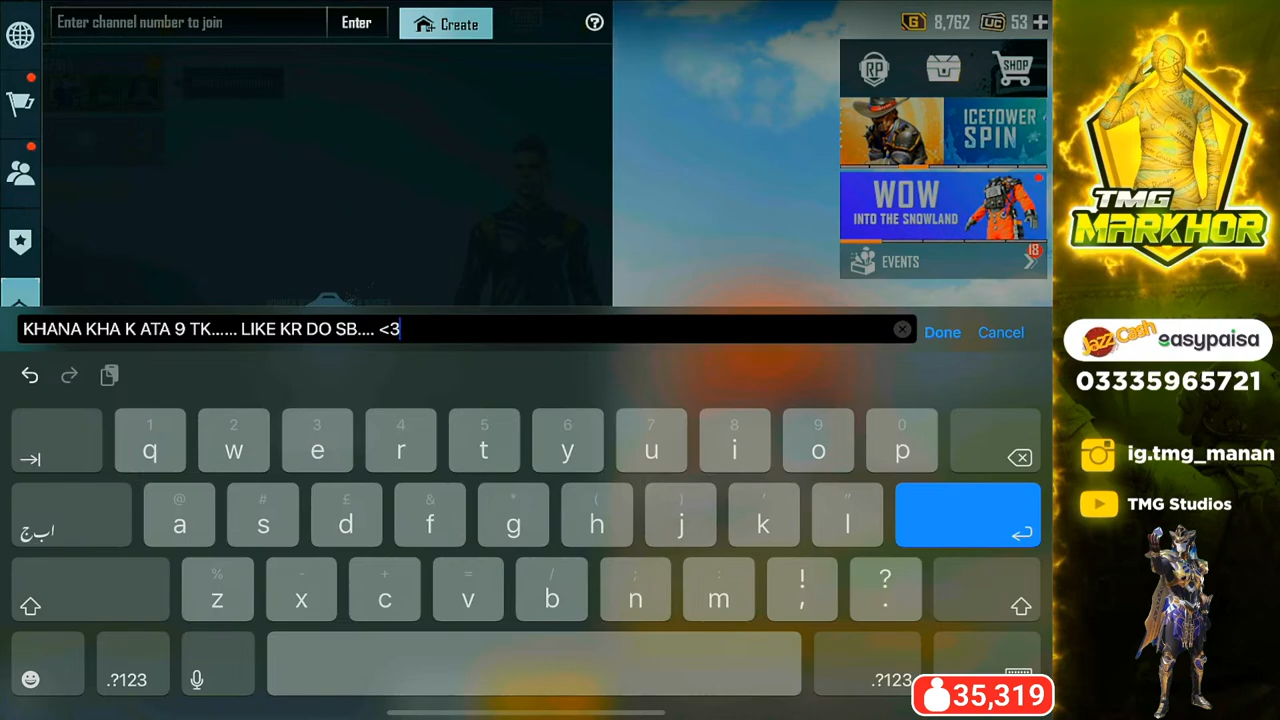 Enter channel number to join
Enter
Create
?
G 8,762 UC 53 +
RP
SHOP
ICETOWER
SPIN
WOW
INTO THE SNOWLAND
EVENTS
18
KHANA KHA K ATA 9 TK...... LIKE KR DO SB.... <3
Done
Cancel
1 2 3 4 5 6 7 8 9 0
q w e r t y u i o p
@ # £ & * ( ) ' "
ا ب ج a s d f g h j k l
% - + = / ; : ! ?
z x c v b n m , .
.?123
.?123
35,319
TMG
MARKHOR
JazzCash easypaisa
03335965721
ig.tmg_manan
TMG Studios